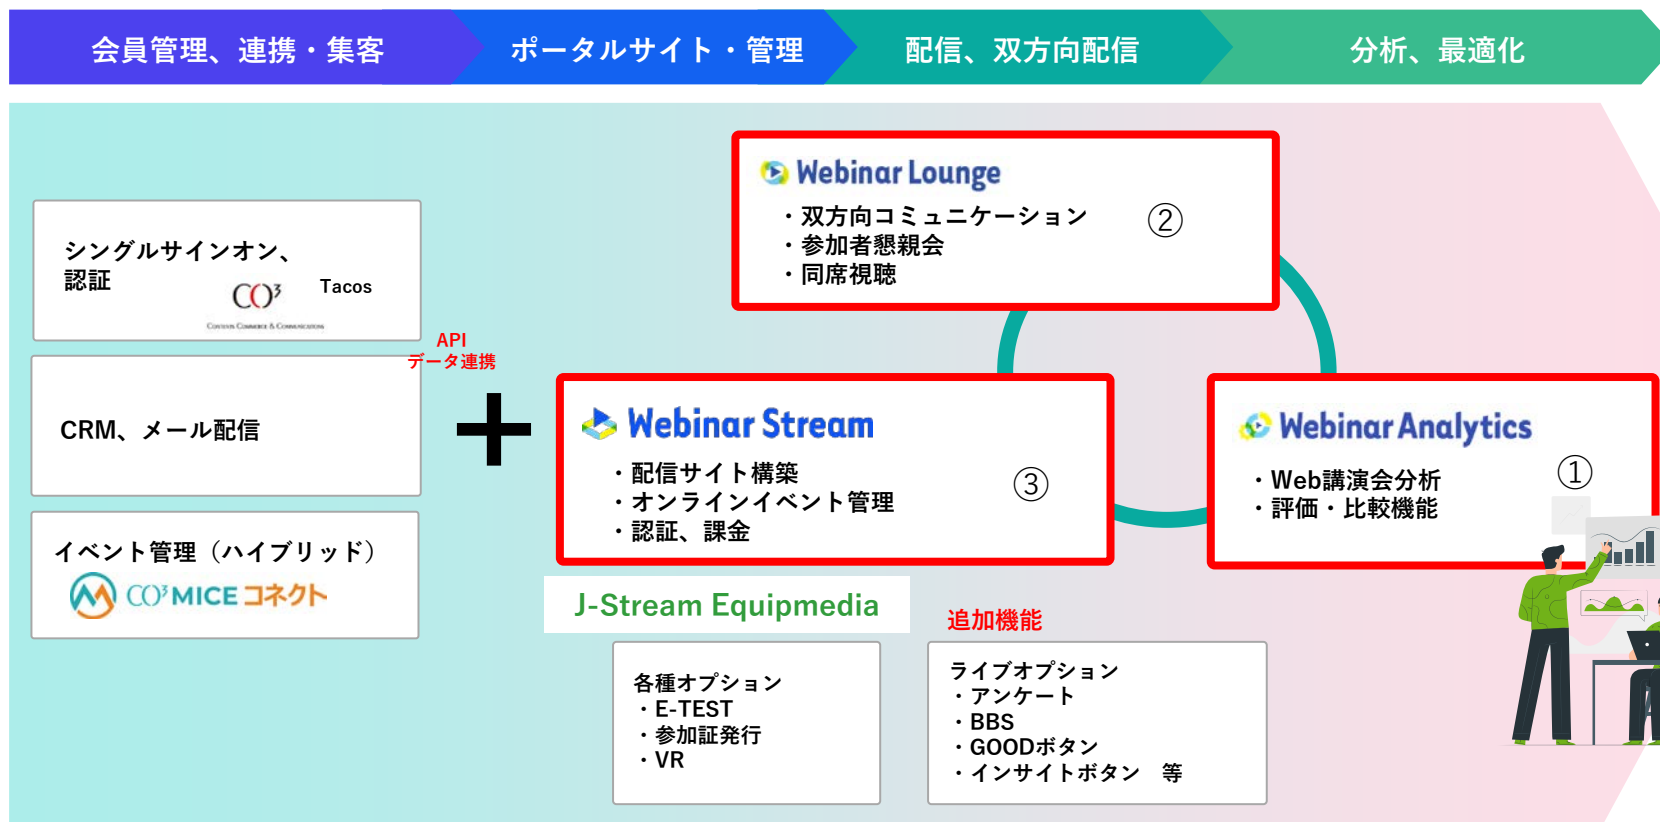 会員管理、連携・集客
ポータルサイト・管理
配信、双方向配信
分析、最適化
シングルサインオン、
認証
CO³
Tacos
CONTENTS COMMERCE & COMMUNICATIONS
API
データ連携
CRM、メール配信
イベント管理（ハイブリッド）
CO³ MICE コネクト
Webinar Lounge
・双方向コミュニケーション
・参加者懇親会
・同席視聴
②
Webinar Stream
・配信サイト構築
・オンラインイベント管理
・認証、課金
③
Webinar Analytics
・Web講演会分析
・評価・比較機能
①
J-Stream Equipmedia
追加機能
各種オプション
・E-TEST
・参加証発行
・VR
ライブオプション
・アンケート
・BBS
・GOODボタン
・インサイトボタン　等